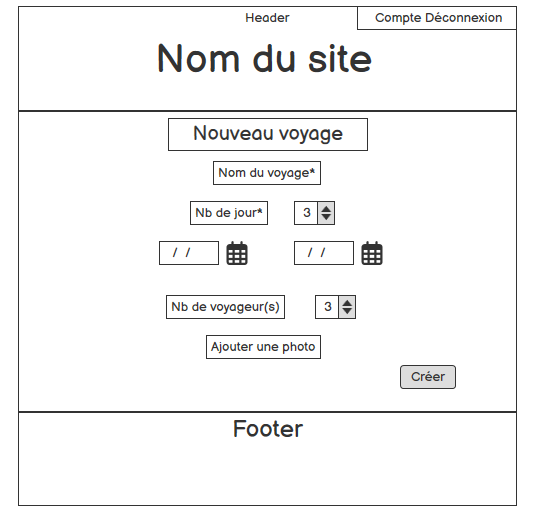 Header
Compte Déconnexion
Nom du site
Nouveau voyage
Nom du voyage*
Nb de jour* 3
/ / / /
Nb de voyageur(s) 3
Ajouter une photo
Créer
Footer